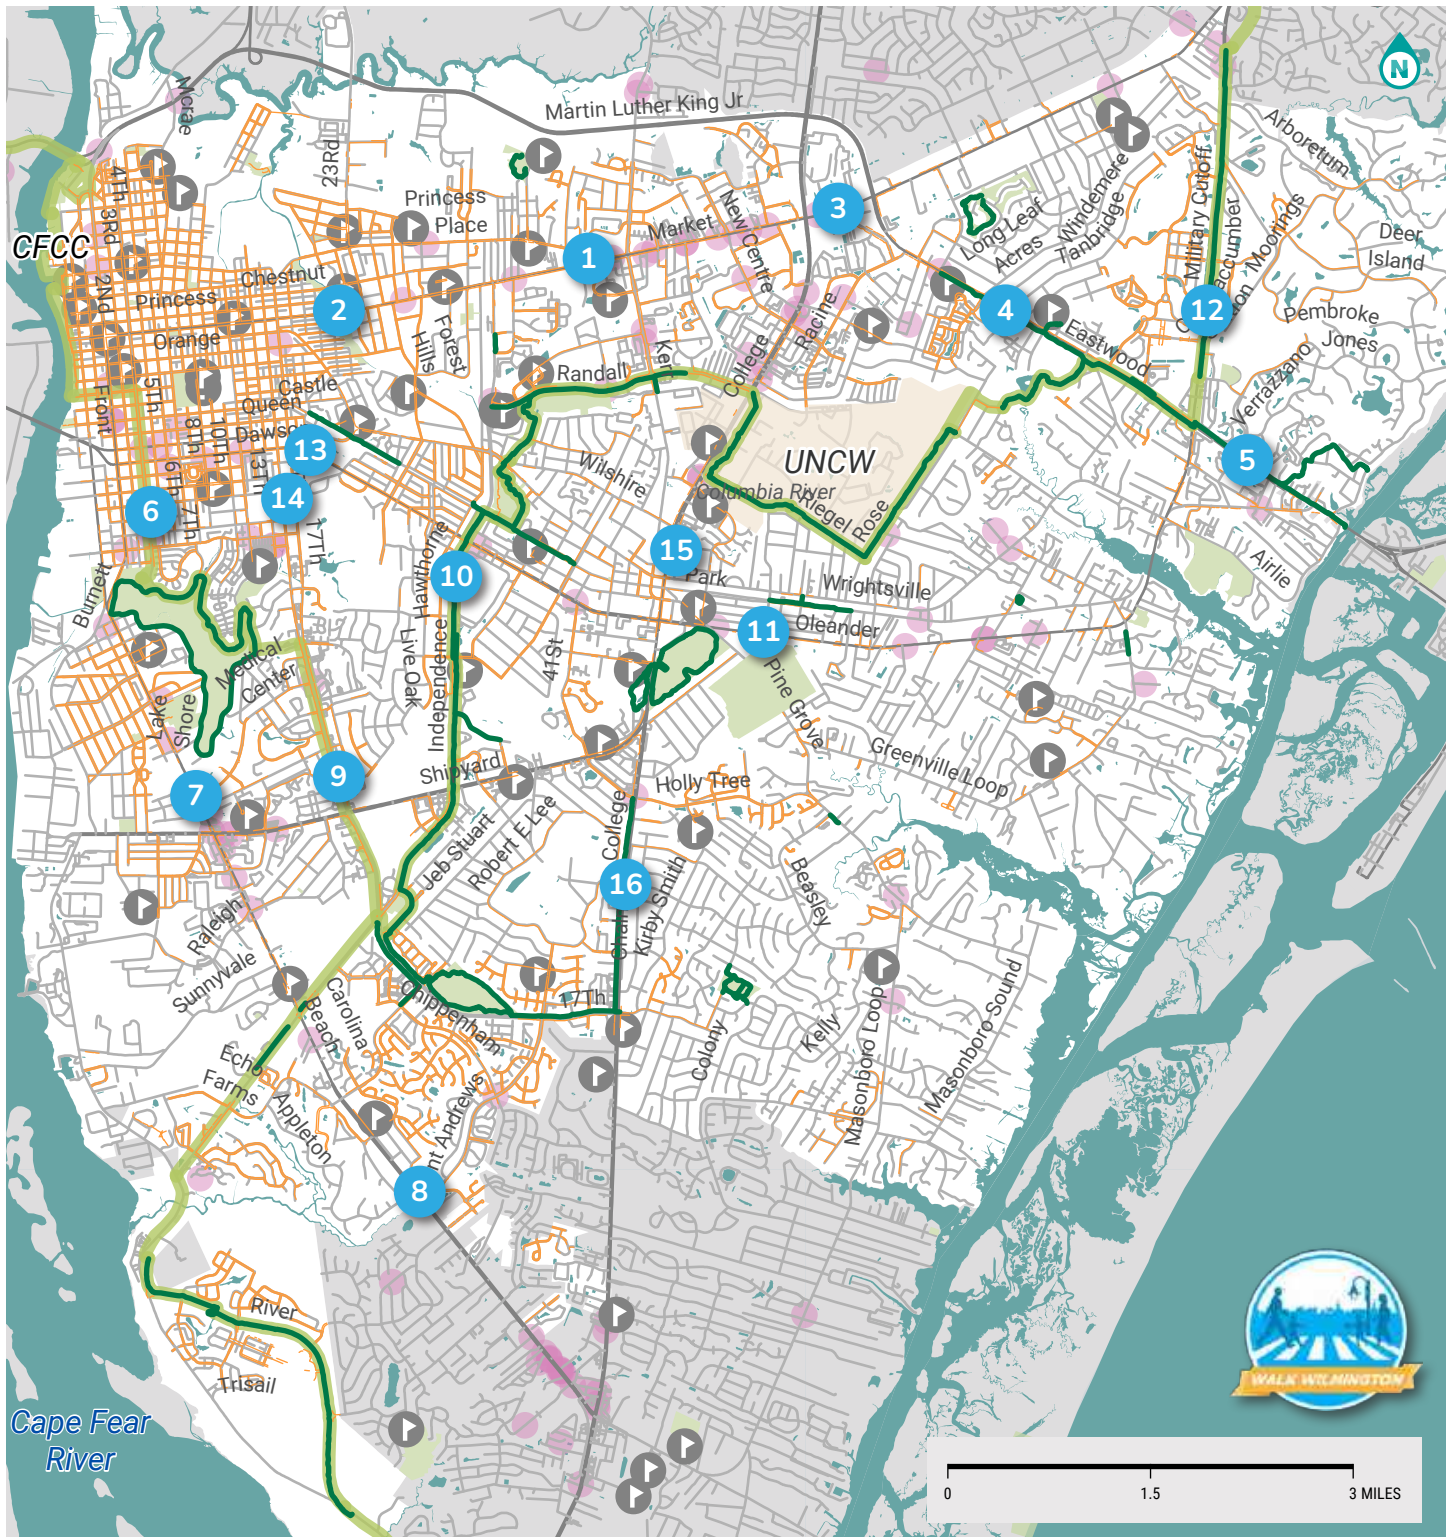 N
Martin Luther King Jr
Mcrae
Arboretum
23Rd
4Th
3Rd
Princess
Place
New Centre
Market
3
Windemere
Tanbridge
Long Leaf
Acres
Military Cutoff
Moorings
Deer
Island
CFCC
1
2Nd
Princess
Chestnut
2
Orange
Forest
Hills
Racine
4
12
Pembroke
Jones
Eastwood
Verrazzano
Front
5Th
Castle
Queen
Randall
Kerr
College
8Th
10Th
13Th
13
Wilshire
UNCW
5
6Th
7Th
6
14
17Th
Columbia River
Riegel
Rose
Airlie
Burnett
Hawthorne
10
15
Park
Wrightsville
Oleander
11
Live Oak
Independence
41St
Medical
Center
Lake
Shore
Pine Grove
Greenville Loop
7
9
Shipyard
Holly Tree
College
Jeb Stuart
Robert E Lee
16
Kirby Smith
Beasley
Raleigh
Sunnyvale
Carolina
Beach
Chippenham
17Th
Colony
Kelly
Masonboro Loop
Masonboro Sound
Echo
Farms
Appleton
8
River
Trisail
Cape Fear
River
WALK WILMINGTON
0 1.5 3 MILES